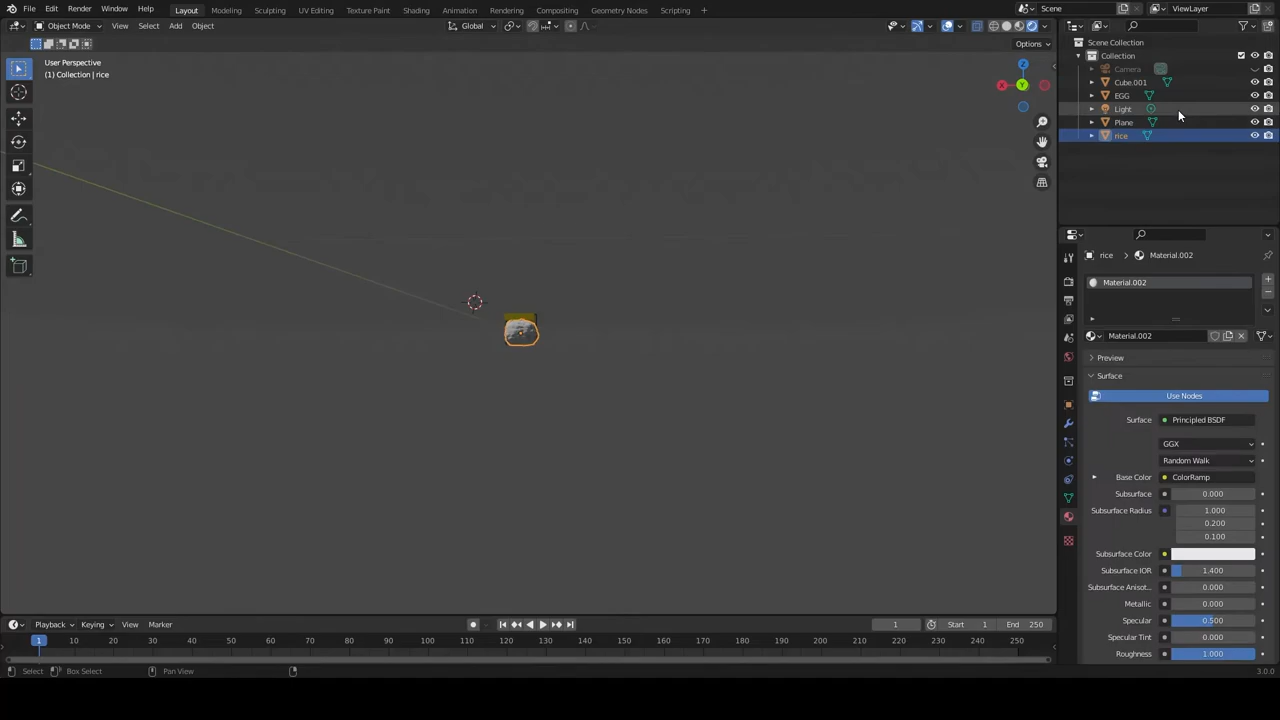 File Edit Render Window Help Layout Modeling Sculpting UV Editing Texture Paint Shading Animation Rendering Compositing Geometry Nodes Scripting + Scene ViewLayer
Object Mode View Select Add Object Global
Options
User Perspective
(1) Collection | rice
Z
X
Y
Scene Collection
Collection
Camera
Cube.001
EGG
Light
Plane
rice
rice > Material.002
Material.002
Material.002
Preview
Surface
Use Nodes
Surface Principled BSDF
GGX
Random Walk
Base Color ColorRamp
Subsurface 0.000
Subsurface Radius 1.000
0.200
0.100
Subsurface Color
Subsurface IOR 1.400
Subsurface Anisot... 0.000
Metallic 0.000
Specular 0.500
Specular Tint 0.000
Roughness 1.000
Playback Keying View Marker 1 Start 1 End 250
1 10 20 30 40 50 60 70 80 90 100 110 120 130 140 150 160 170 180 190 200 210 220 230 240 250
Select Box Select Pan View 3.0.0